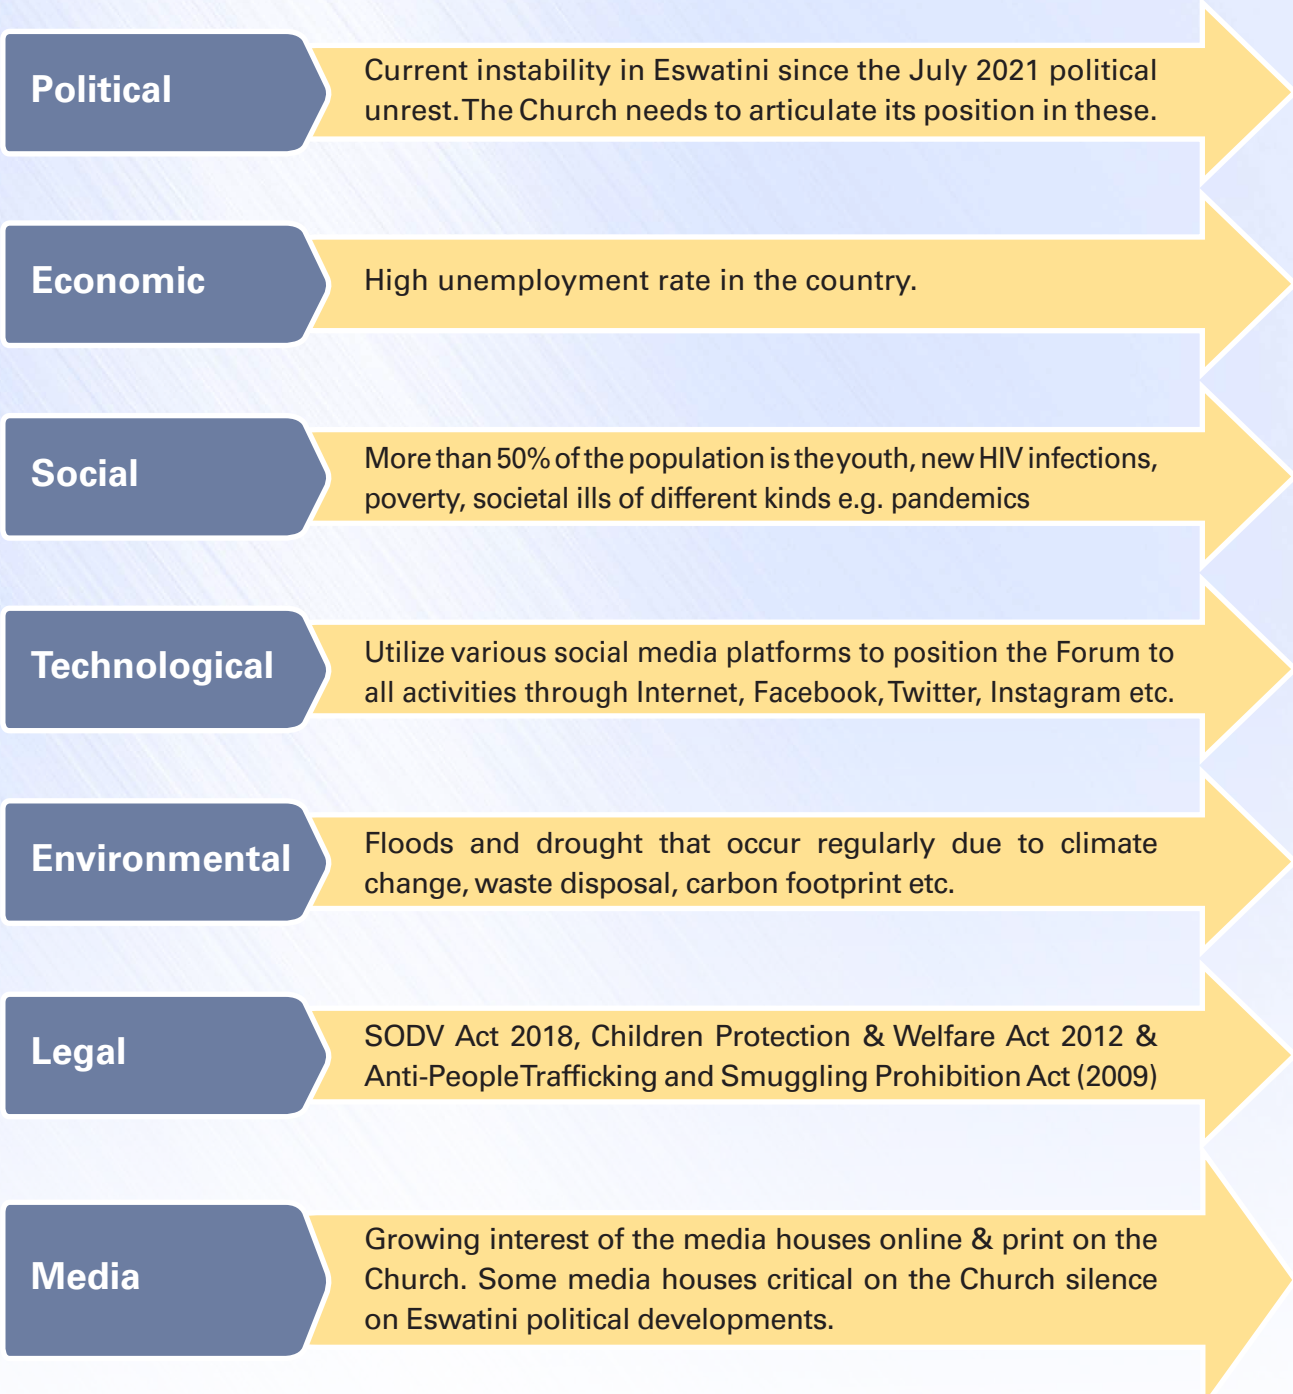 Political
Current instability in Eswatini since the July 2021 political
unrest. The Church needs to articulate its position in these.
Economic
High unemployment rate in the country.
Social
More than 50% of the population is the youth, new HIV infections,
poverty, societal ills of different kinds e.g. pandemics
Technological
Utilize various social media platforms to position the Forum to
all activities through Internet, Facebook, Twitter, Instagram etc.
Environmental
Floods and drought that occur regularly due to climate
change, waste disposal, carbon footprint etc.
Legal
SODV Act 2018, Children Protection & Welfare Act 2012 &
Anti-People Trafficking and Smuggling Prohibition Act (2009)
Media
Growing interest of the media houses online & print on the
Church. Some media houses critical on the Church silence
on Eswatini political developments.